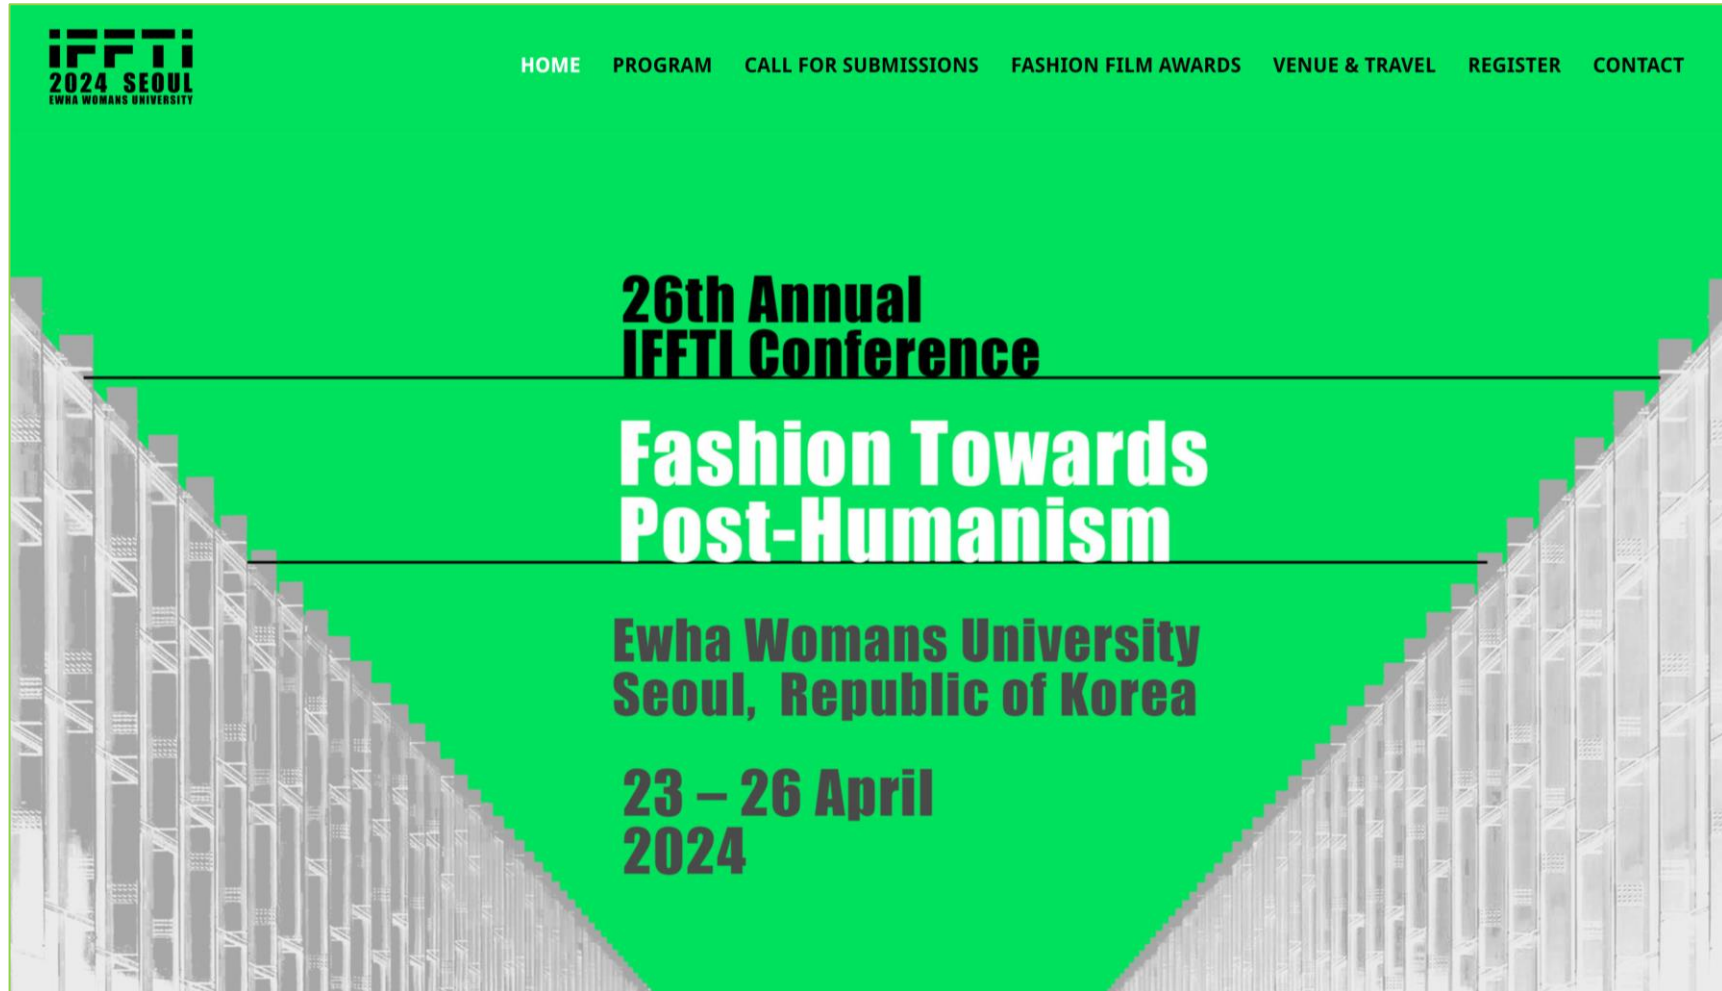 iFFTi
2024 SEOUL
EWHA WOMANS UNIVERSITY
HOME PROGRAM CALL FOR SUBMISSIONS FASHION FILM AWARDS VENUE & TRAVEL REGISTER CONTACT
26th Annual
IFFTI Conference
Fashion Towards
Post-Humanism
Ewha Womans University
Seoul, Republic of Korea
23 – 26 April
2024